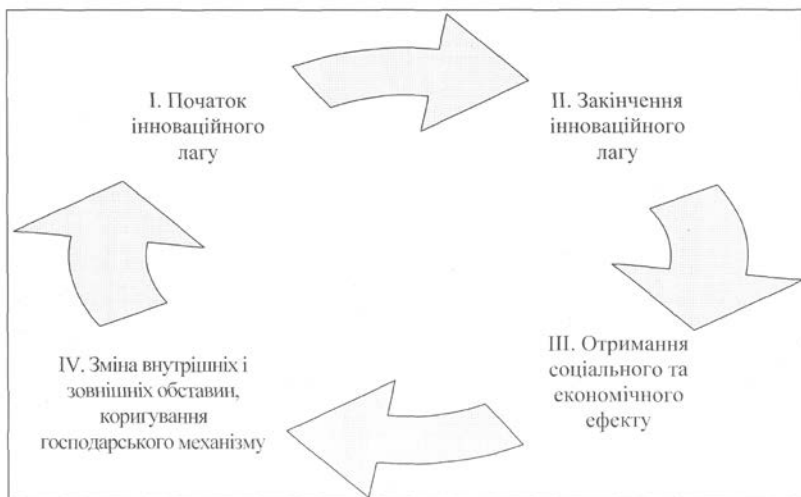 І. Початок
інноваційного
лагу
ІІ. Закінчення
інноваційного
лагу
ІІІ. Отримання
соціального та
економічного
ефекту
IV. Зміна внутрішніх і
зовнішніх обставин,
коригування
господарського механізму